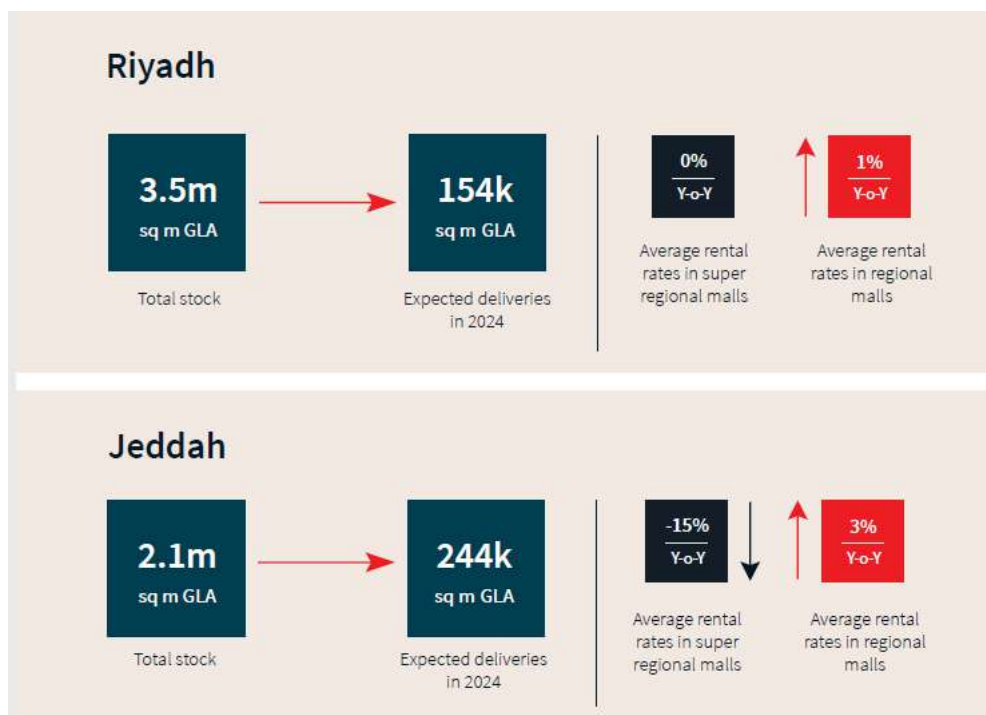 Riyadh
3.5m
sq m GLA
Total stock
154k
sq m GLA
Expected deliveries
in 2024
0%
Y-o-Y
Average rental
rates in super
regional malls
1%
Y-o-Y
Average rental
rates in regional
malls
Jeddah
2.1m
sq m GLA
Total stock
244k
sq m GLA
Expected deliveries
in 2024
-15%
Y-o-Y
Average rental
rates in super
regional malls
3%
Y-o-Y
Average rental
rates in regional
malls